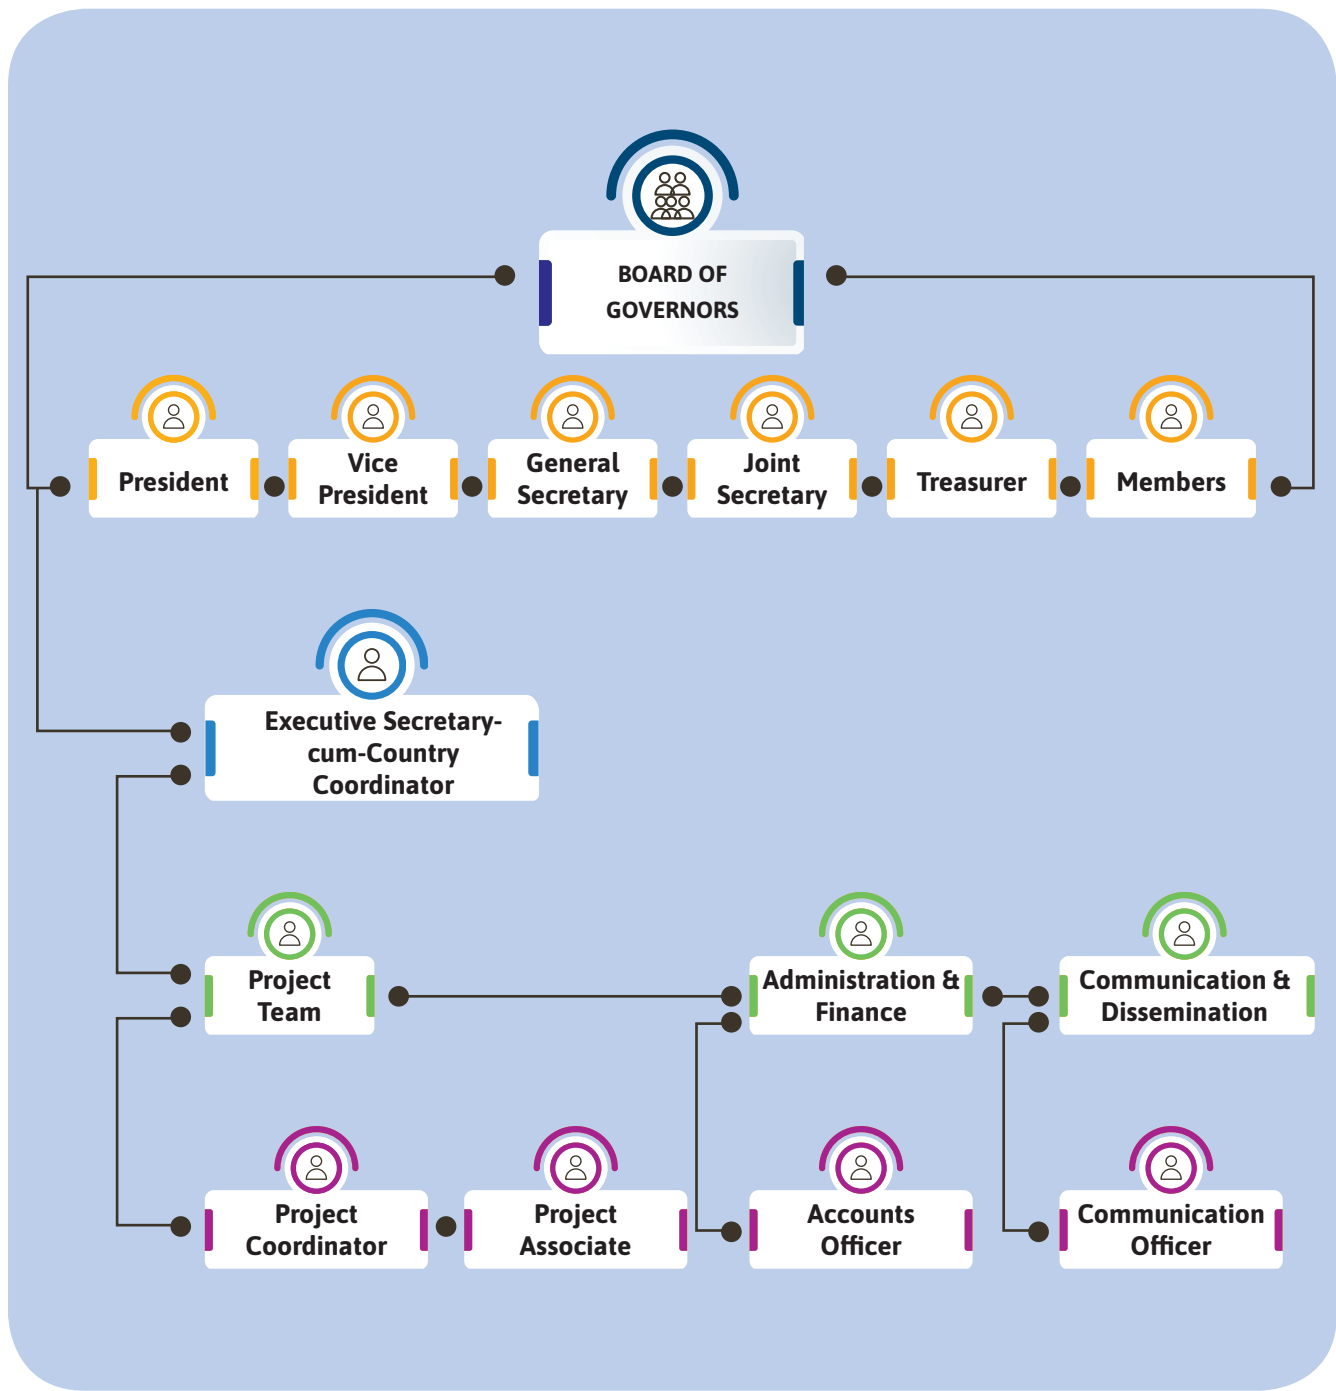 BOARD OF
GOVERNORS
President
Vice
President
General
Secretary
Joint
Secretary
Treasurer
Members
Executive Secretary-
cum-Country
Coordinator
Project
Team
Administration &
Finance
Communication &
Dissemination
Project
Coordinator
Project
Associate
Accounts
Officer
Communication
Officer